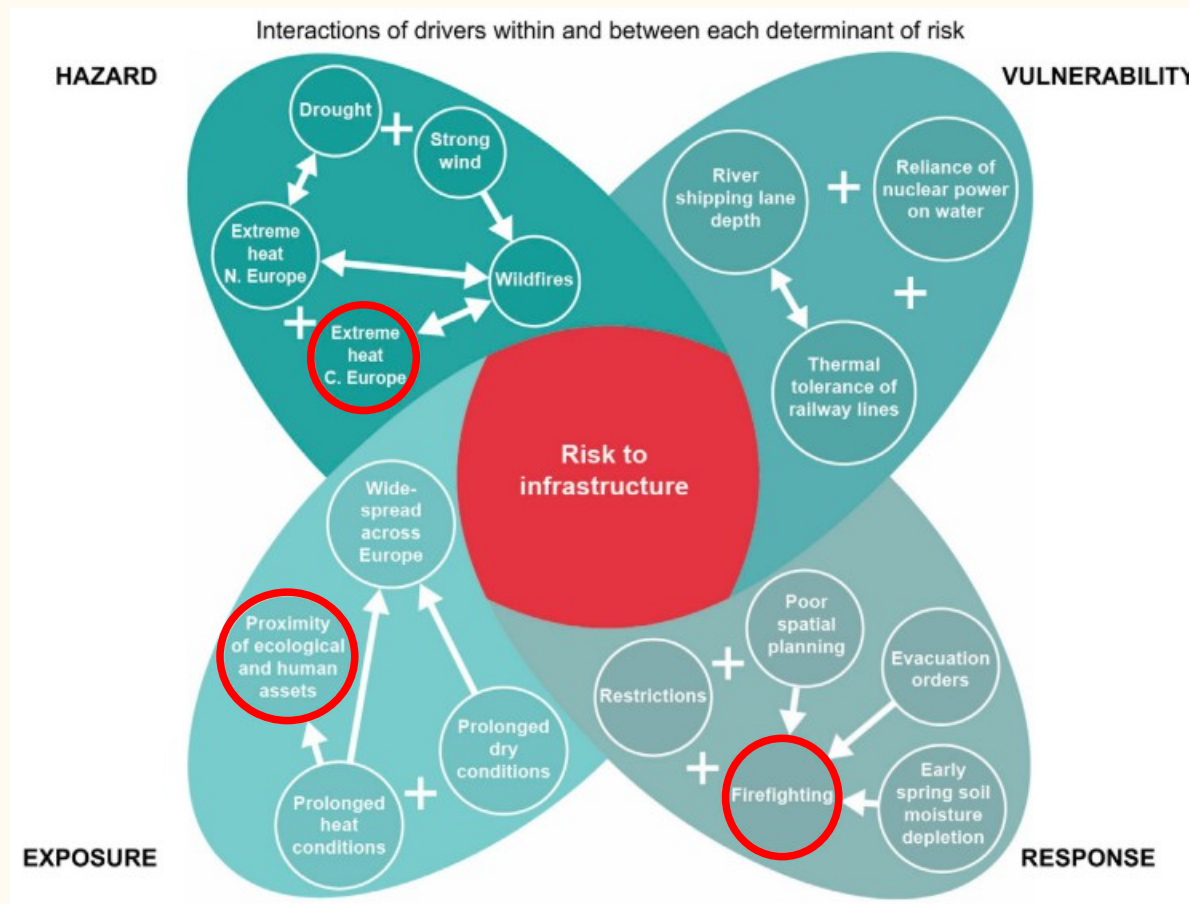 Interactions of drivers within and between each determinant of risk
HAZARD
VULNERABILITY
Drought
+
Strong
wind
Extreme
heat
N. Europe
Wildfires
+
Extreme
heat
C. Europe
River
shipping lane
depth
+
Reliance of
nuclear power
on water
+
Thermal
tolerance of
railway lines
Risk to
infrastructure
Wide-
spread
across
Europe
Proximity
of ecological
and human
assets
Prolonged
dry
conditions
+
Prolonged
heat
conditions
Poor
spatial
planning
+
Restrictions
Evacuation
orders
+
Firefighting
Early
spring soil
moisture
depletion
EXPOSURE
RESPONSE